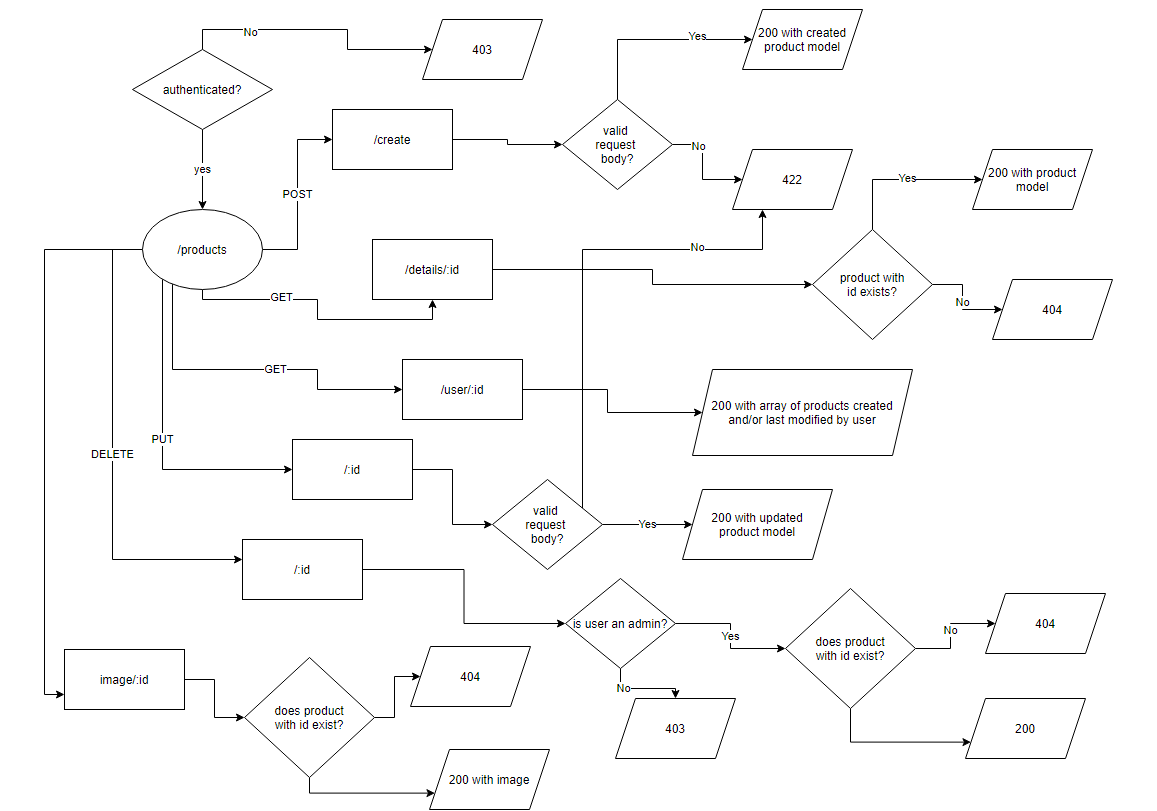 No
403
200 with created
product model
Yes
authenticated?
/create
valid
request
body?
No
yes
POST
422
200 with product
model
Yes
/products
No
/details/:id
product with
id exists?
GET
No
404
GET
/user/:id
200 with array of products created
and/or last modified by user
PUT
DELETE
/:id
valid
request
body?
Yes
200 with updated
product model
/:id
is user an admin?
Yes
does product
with id exist?
No
404
image/:id
404
No
does product
with id exist?
403
200
200 with image